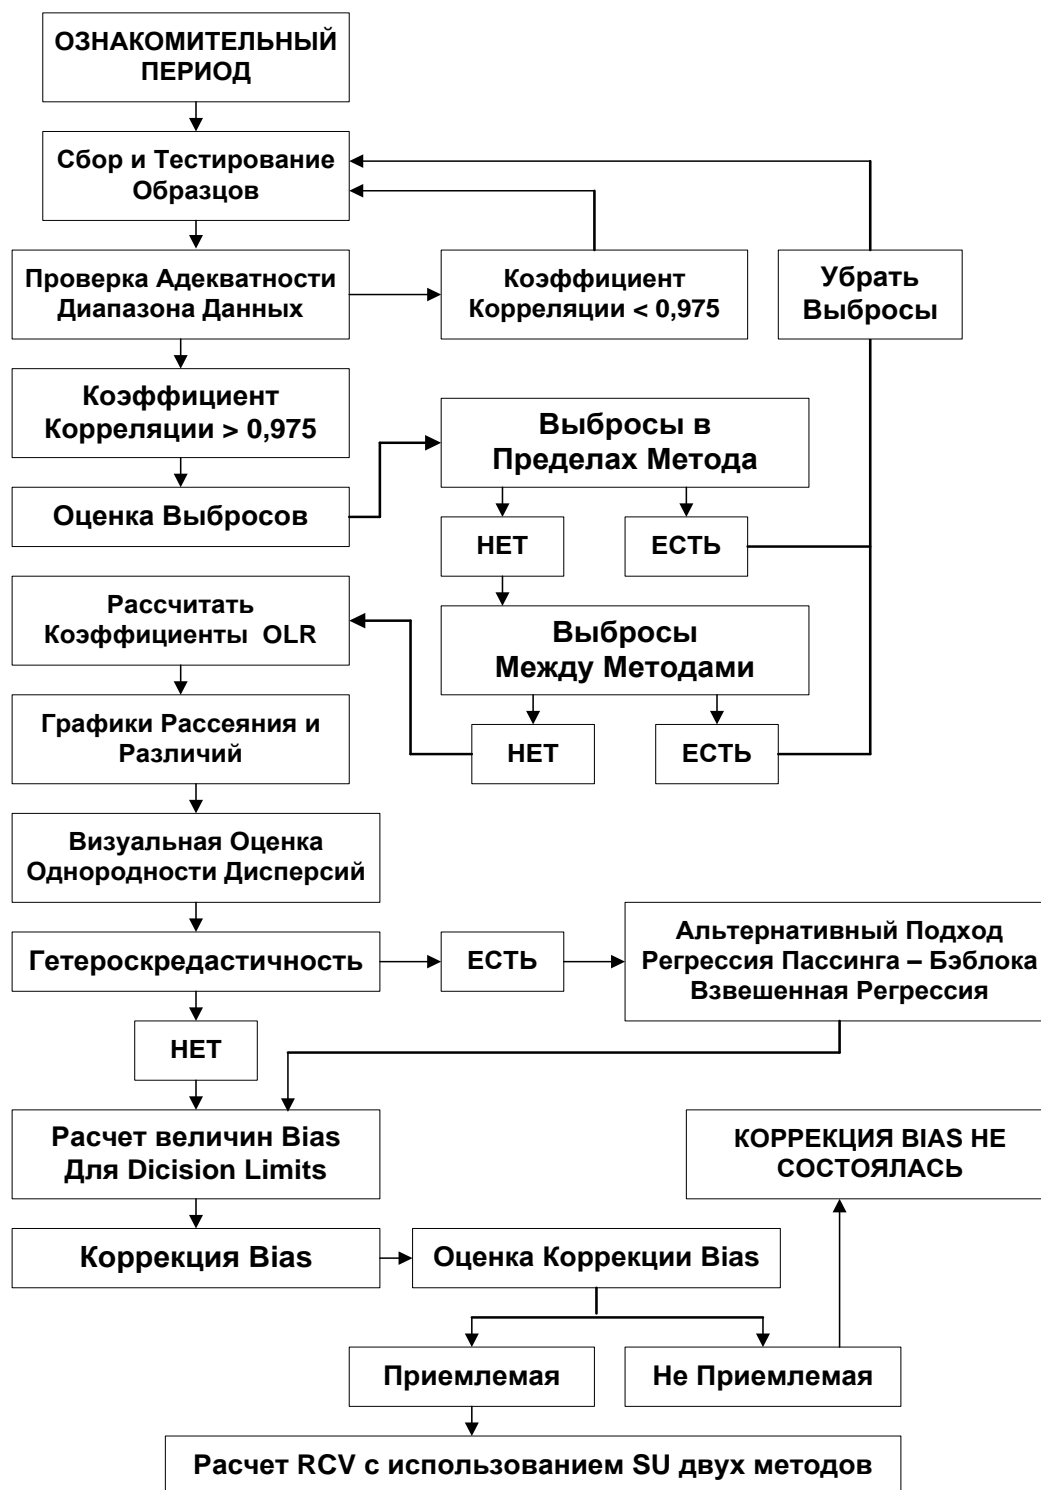 ОЗНАКОМИТЕЛЬНЫЙ
ПЕРИОД
Сбор и Тестирование
Образцов
Проверка Адекватности
Диапазона Данных
Коэффициент
Корреляции < 0,975
Убрать
Выбросы
Коэффициент
Корреляции > 0,975
Выбросы в
Пределах Метода
Оценка Выбросов
НЕТ
ЕСТЬ
Рассчитать
Коэффициенты OLR
Выбросы
Между Методами
Графики Рассеяния и
Различий
НЕТ
ЕСТЬ
Визуальная Оценка
Однородности Дисперсий
Гетероскредастичность
ЕСТЬ
Альтернативный Подход
Регрессия Пассинга – Бэблока
Взвешенная Регрессия
НЕТ
Расчет величин Bias
Для Dicision Limits
КОРРЕКЦИЯ BIAS НЕ
СОСТОЯЛАСЬ
Коррекция Bias
Оценка Коррекции Bias
Приемлемая
Не Приемлемая
Расчет RCV с использованием SU двух методов